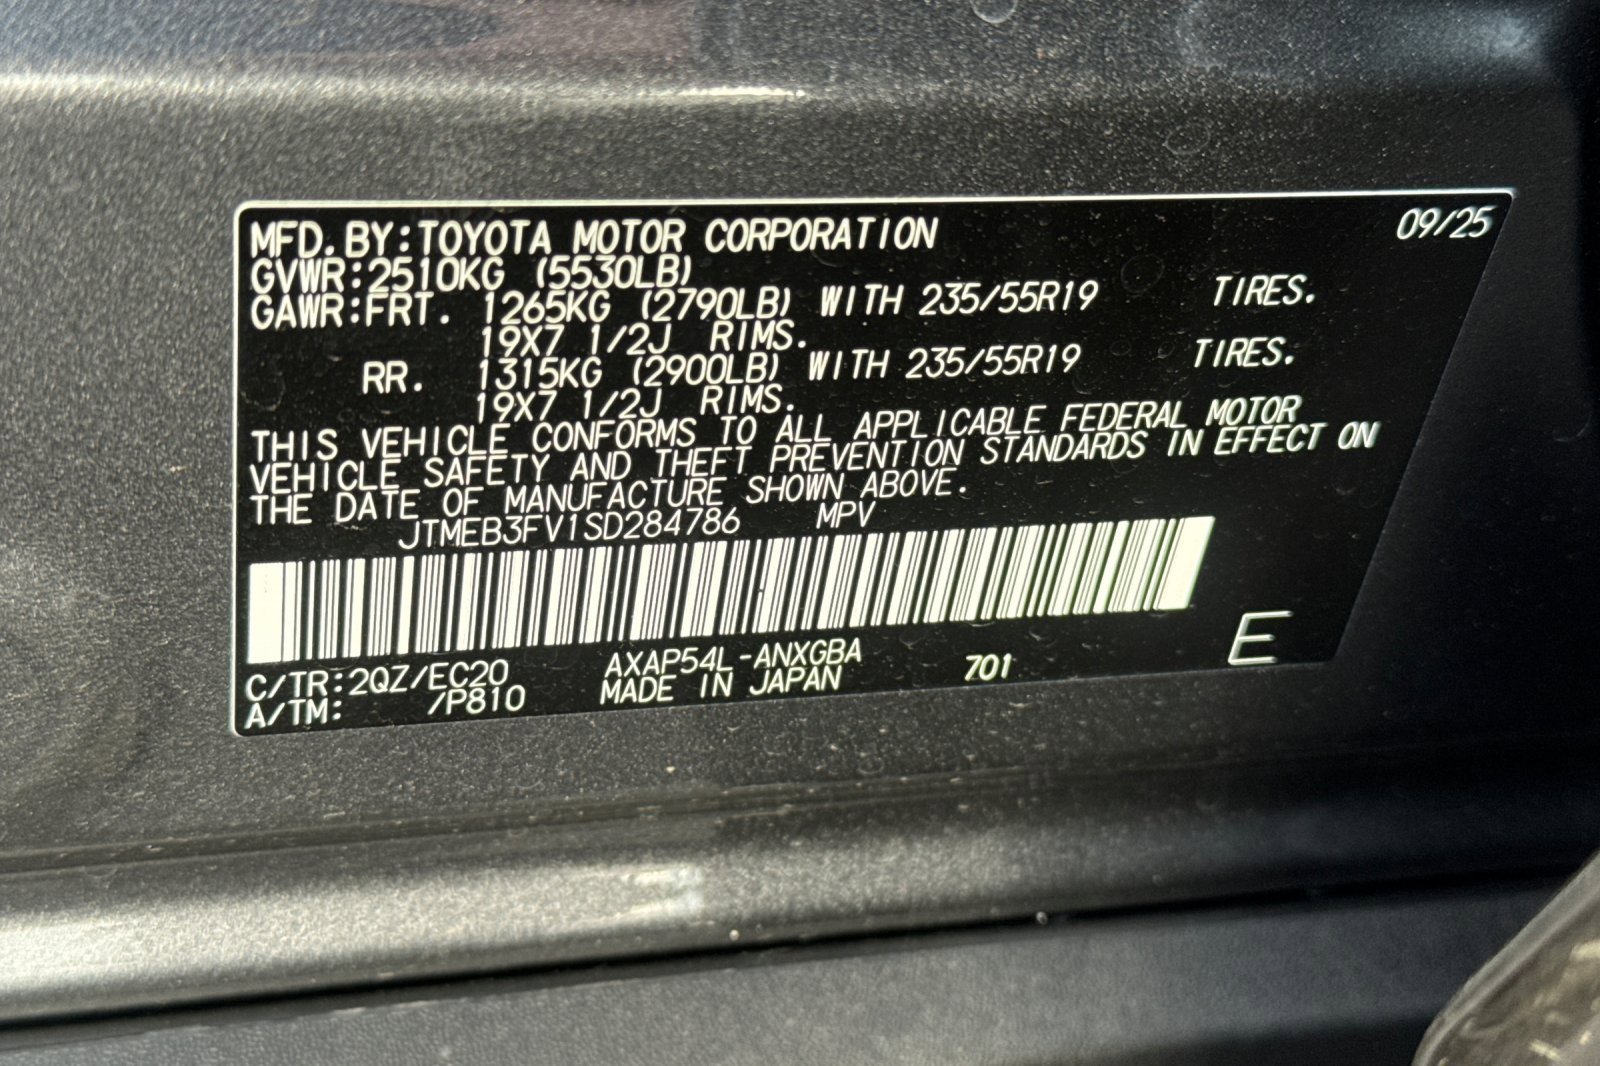 09/25
MFD.BY:TOYOTA MOTOR CORPORATION
GVWR:2510KG (5530LB)
GAWR:FRT. 1265KG (2790LB) WITH 235/55R19 TIRES.
19X7 1/2J RIMS.
RR. 1315KG (2900LB) WITH 235/55R19 TIRES.
19X7 1/2J RIMS.
THIS VEHICLE CONFORMS TO ALL APPLICABLE FEDERAL MOTOR
VEHICLE SAFETY AND THEFT PREVENTION STANDARDS IN EFFECT ON
THE DATE OF MANUFACTURE SHOWN ABOVE.
JTMEB3FV1SD284786 MPV
C/TR:2QZ/EC20 AXAP54L-ANXGBA 701 E
A/TM: /P810 MADE IN JAPAN